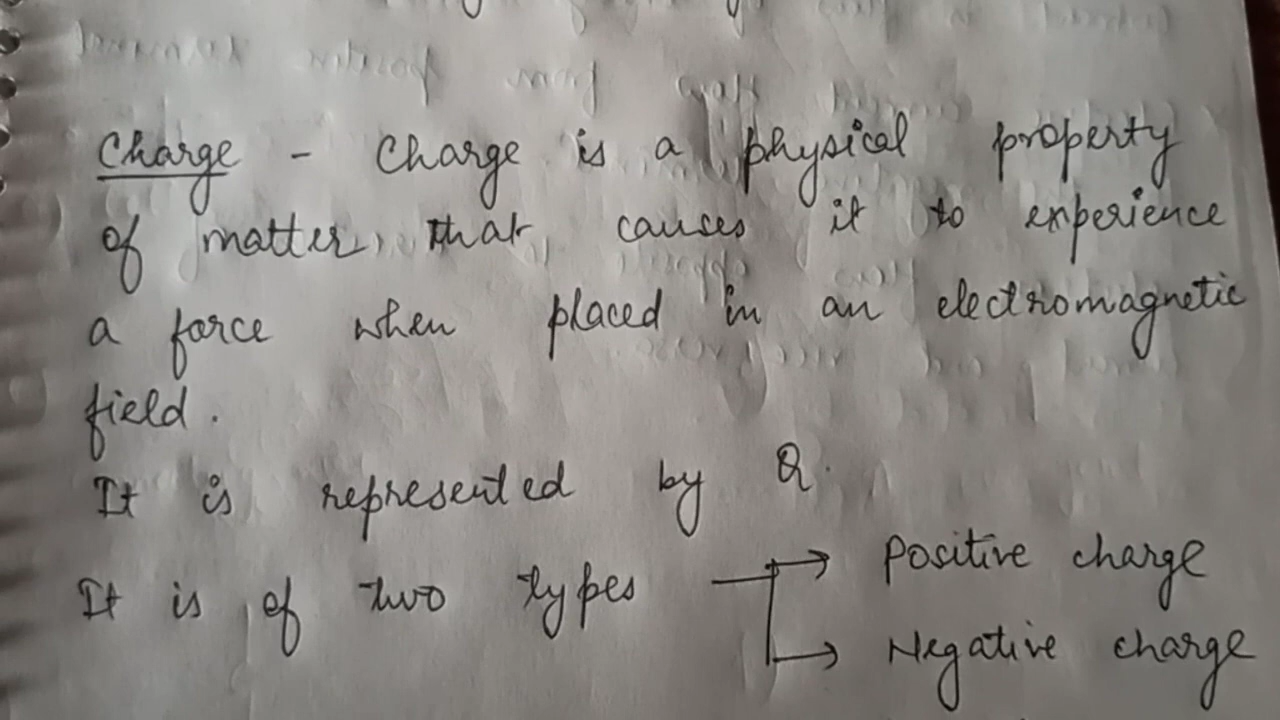 Charge - Charge is a physical property
of matter, that causes it to experience
a force when placed in an electromagnetic
field.
It is represented by Q.
It is of two types → Positive charge
→ Negative charge